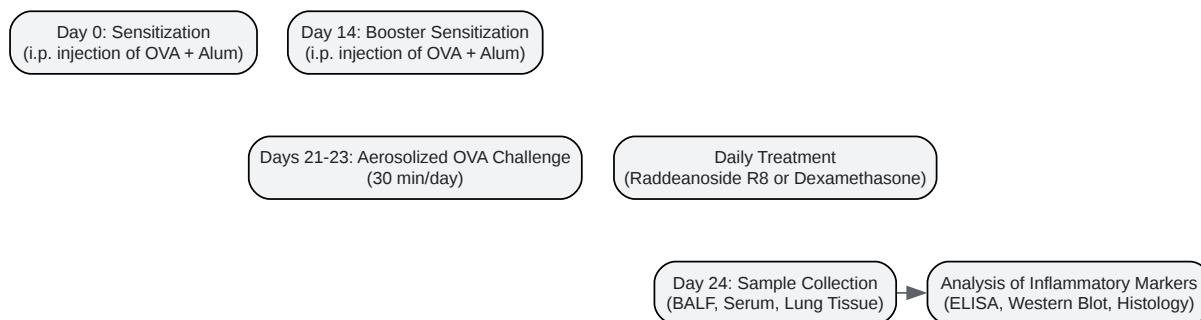 Day 0: Sensitization
(i.p. injection of OVA + Alum)
Day 14: Booster Sensitization
(i.p. injection of OVA + Alum)
Days 21-23: Aerosolized OVA Challenge
(30 min/day)
Daily Treatment
(Raddeanoside R8 or Dexamethasone)
Day 24: Sample Collection
(BALF, Serum, Lung Tissue)
Analysis of Inflammatory Markers
(ELISA, Western Blot, Histology)